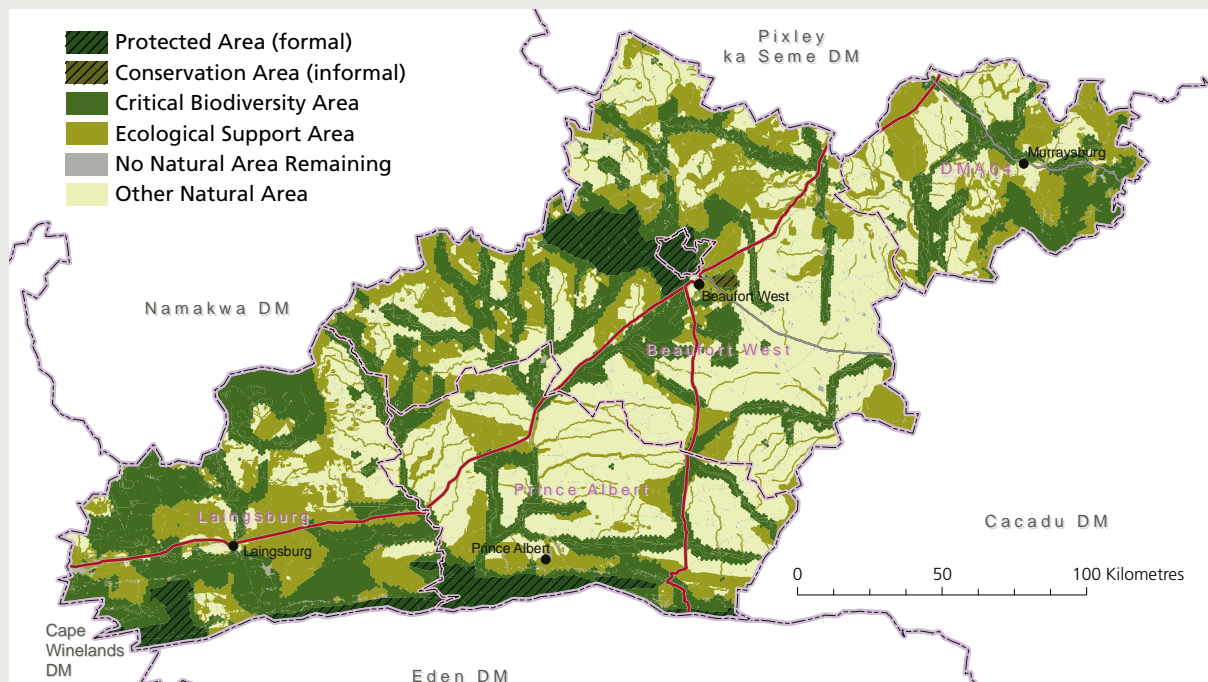 Protected Area (formal)
Conservation Area (informal)
Critical Biodiversity Area
Ecological Support Area
No Natural Area Remaining
Other Natural Area
Pixley
ka Seme DM
Murraysburg
DMA04
Namakwa DM
Beaufort West
Beaufort West
Prince Albert
Laingsburg
Cacadu DM
Laingsburg
Prince Albert
0 50 100 Kilometres
Cape
Winelands
DM
Eden DM